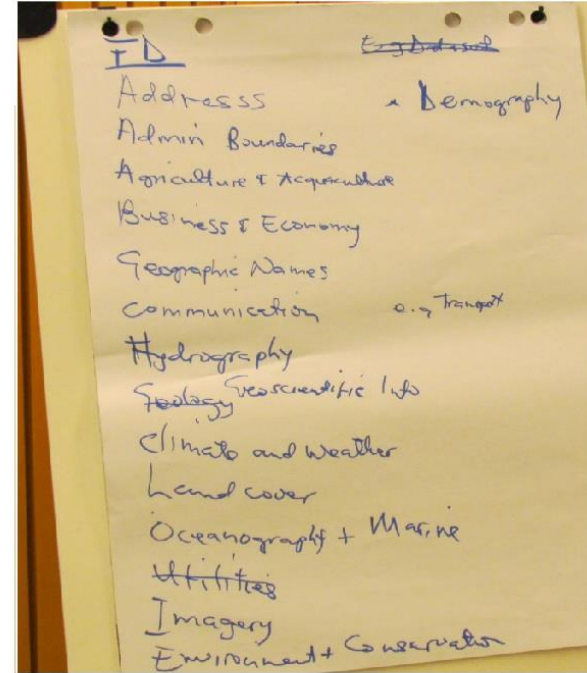 FD
Addresss
• Demography
Admin Boundaries
Agriculture & Acquaculture
Business & Economy
Geographic Names
Communication e.g Transport
Hydrography
Geology Geoscientific Info
Climate and Weather
Land cover
Oceanography + Marine
Utilities
Imagery
Environment + Conservation